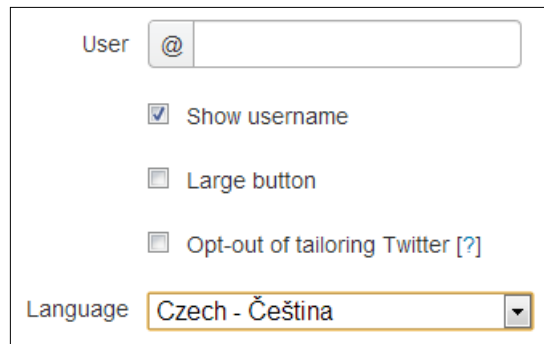 User @
Show username
Large button
Opt-out of tailoring Twitter [?]
Language Czech - Čeština